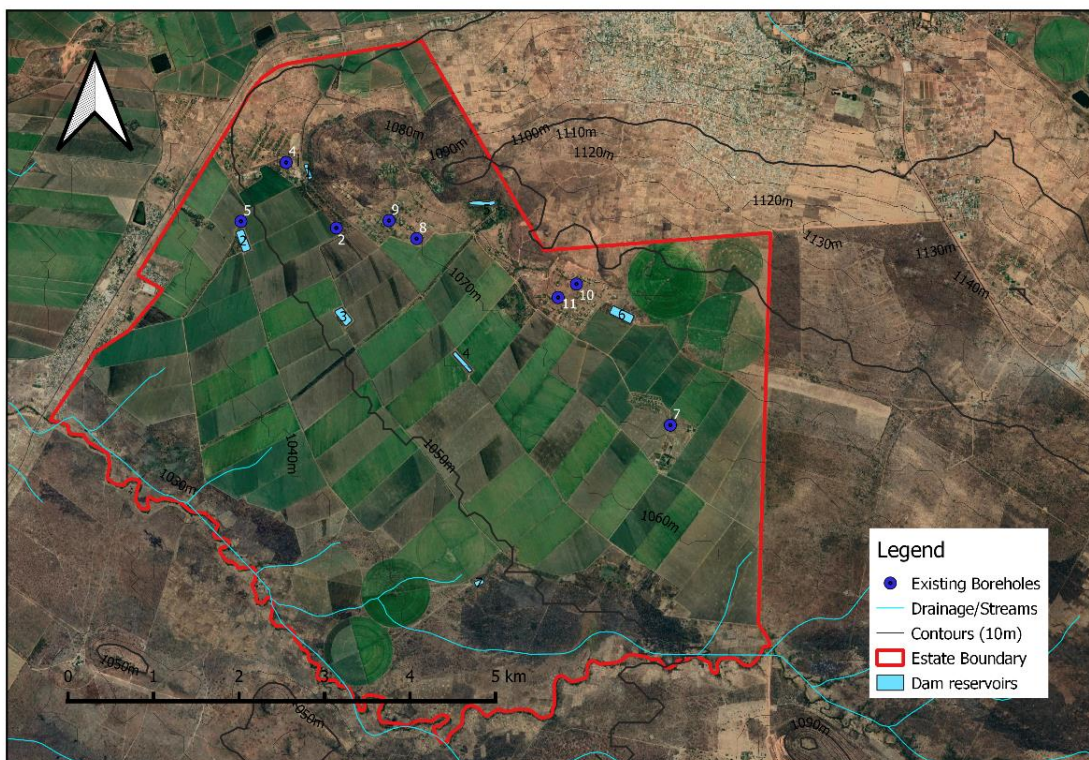 1080m
1090m
1100m
1110m
1120m
1120m
1130m
1130m
1140m
4
5
2
9
8
2
1070m
10
11
6
3
4
7
1040m
1050m
1030m
1060m
1050m
1050m
1090m
0 1 2 3 4 5 km
Legend
Existing Boreholes
Drainage/Streams
Contours (10m)
Estate Boundary
Dam reservoirs